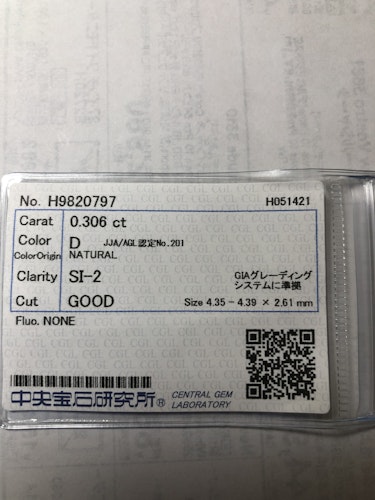 No. H9820797 H051421
Carat 0.306 ct
Color D JJA/AGL認定No.201
ColorOrigin NATURAL
Clarity SI-2 GIAグレーディング
システムに準拠
Cut GOOD Size 4.35 - 4.39 × 2.61 mm
Fluo. NONE
中央宝石研究所® CENTRAL GEM
LABORATORY